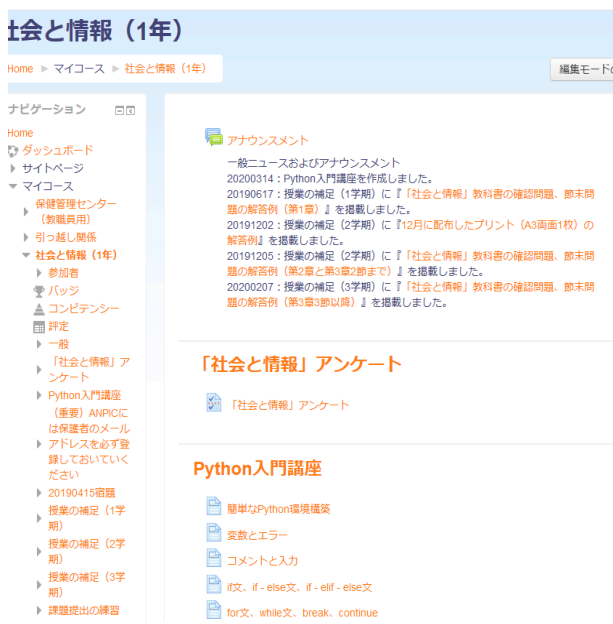 社会と情報（1年）
Home ▶ マイコース ▶ 社会と情報（1年）
編集モードの
ナビゲーション
Home
ダッシュボード
サイトページ
マイコース
保健管理センター
（教職員用）
引っ越し関係
社会と情報（1年）
参加者
バッジ
コンピテンシー
評定
一般
「社会と情報」ア
ンケート
Python入門講座
（重要）ANPICに
は保護者のメール
アドレスを必ず登
録しておいていく
ださい
20190415宿題
授業の補足（1学
期）
授業の補足（2学
期）
授業の補足（3学
期）
課題提出の練習
アナウンスメント
一般ニュースおよびアナウンスメント
20200314：Python入門講座を作成しました。
20190617：授業の補足（1学期）に『「社会と情報」教科書の確認問題、節末問
題の解答例（第1章）』を掲載しました。
20191202：授業の補足（2学期）に『12月に配布したプリント（A3両面1枚）の
解答例』を掲載しました。
20191205：授業の補足（2学期）に『「社会と情報」教科書の確認問題、節末問
題の解答例（第2章と第3章2節まで）』を掲載しました。
20200207：授業の補足（3学期）に『「社会と情報」教科書の確認問題、節末問
題の解答例（第3章3節以降）』を掲載しました。
「社会と情報」アンケート
「社会と情報」アンケート
Python入門講座
簡単なPython環境構築
変数とエラー
コメントと入力
if文、if - else文、if - elif - else文
for文、while文、break、continue